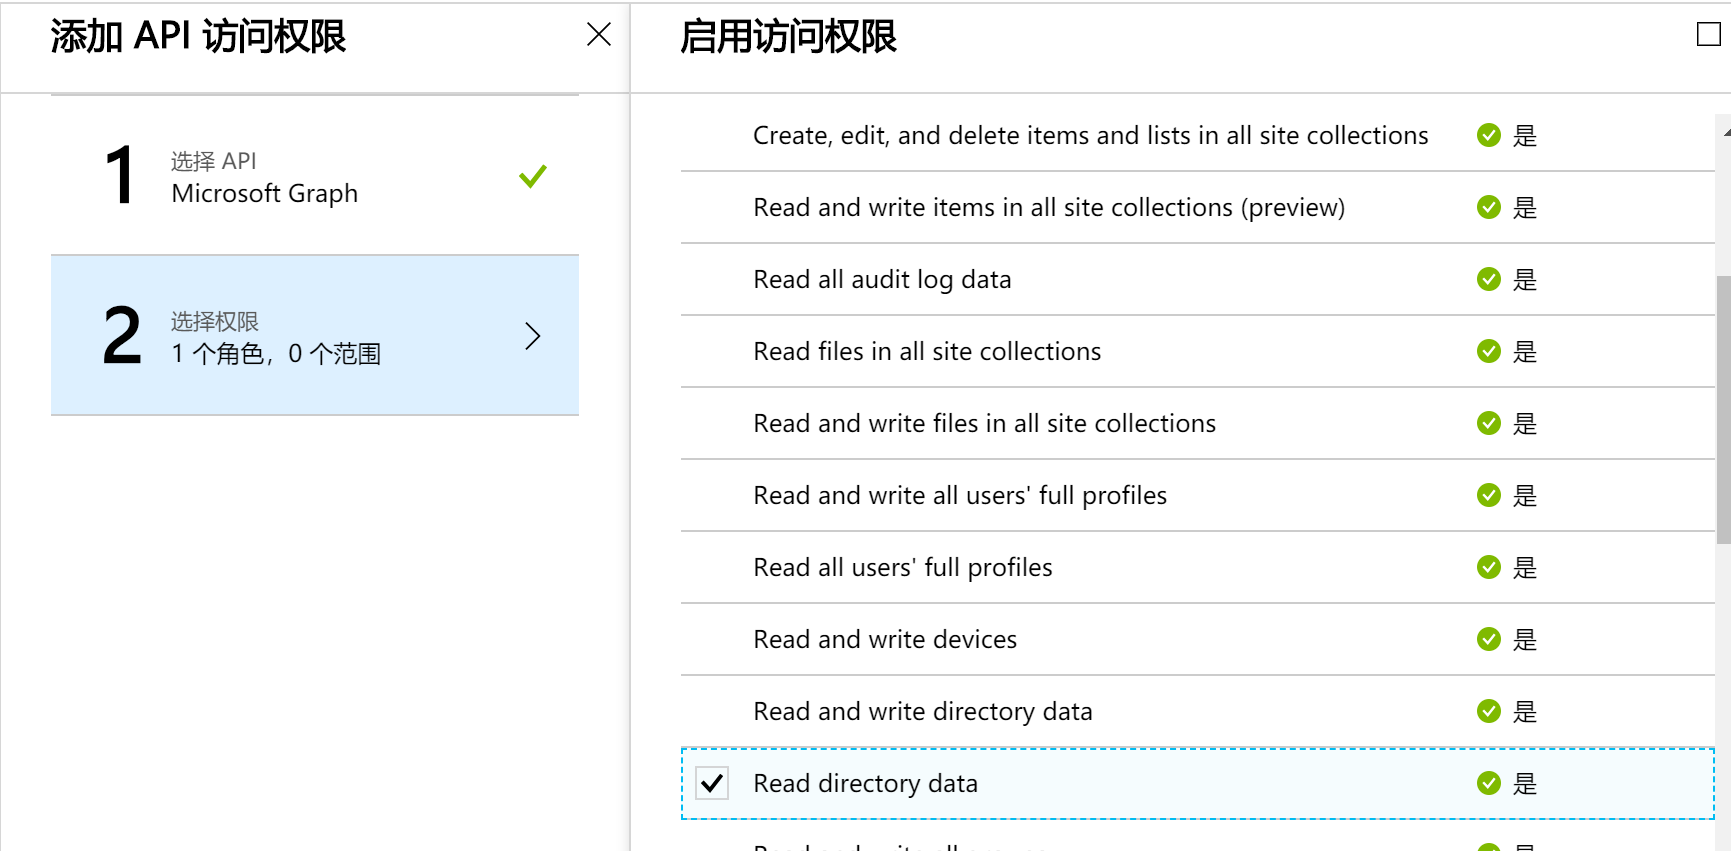 添加 API 访问权限
1
选择 API
Microsoft Graph
2
选择权限
1 个角色，0 个范围
启用访问权限
Create, edit, and delete items and lists in all site collections 是
Read and write items in all site collections (preview) 是
Read all audit log data 是
Read files in all site collections 是
Read and write files in all site collections 是
Read and write all users' full profiles 是
Read all users' full profiles 是
Read and write devices 是
Read and write directory data 是
Read directory data 是